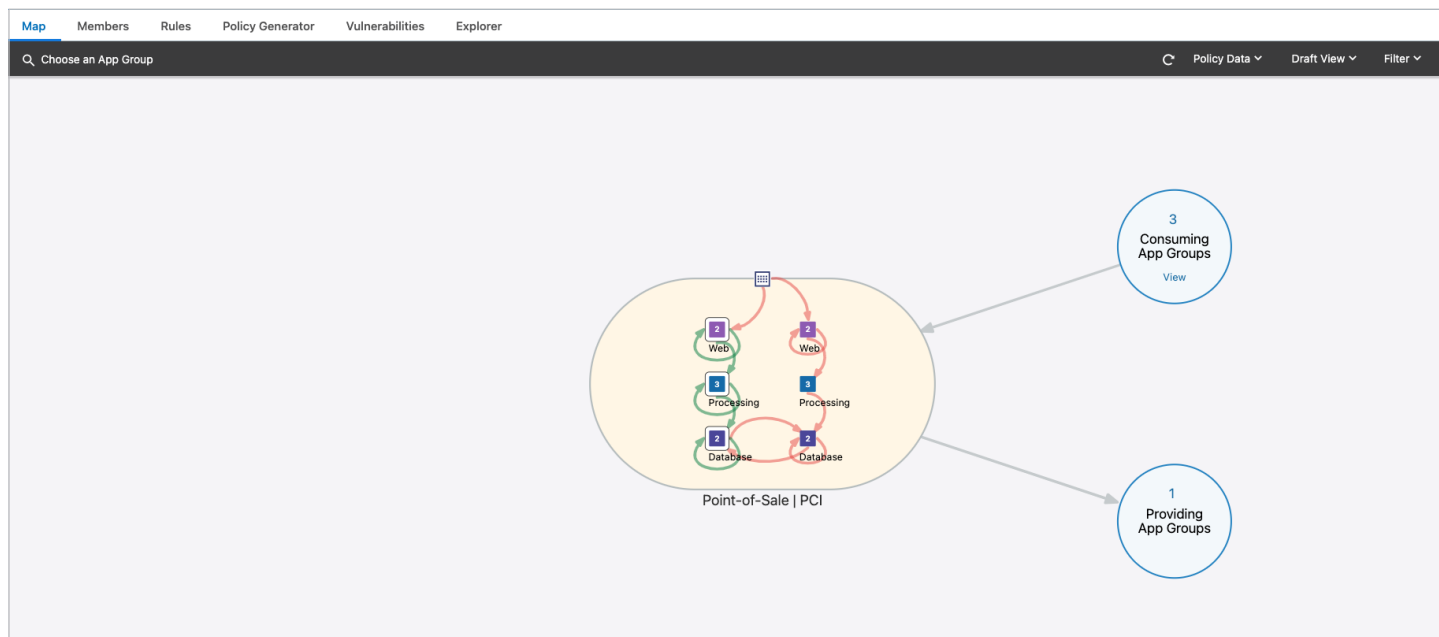 Map Members Rules Policy Generator Vulnerabilities Explorer
Choose an App Group Policy Data Draft View Filter
3
Consuming
App Groups
View
2 2
Web Web
3 3
Processing Processing
2 2
Database Database
Point-of-Sale | PCI
1
Providing
App Groups